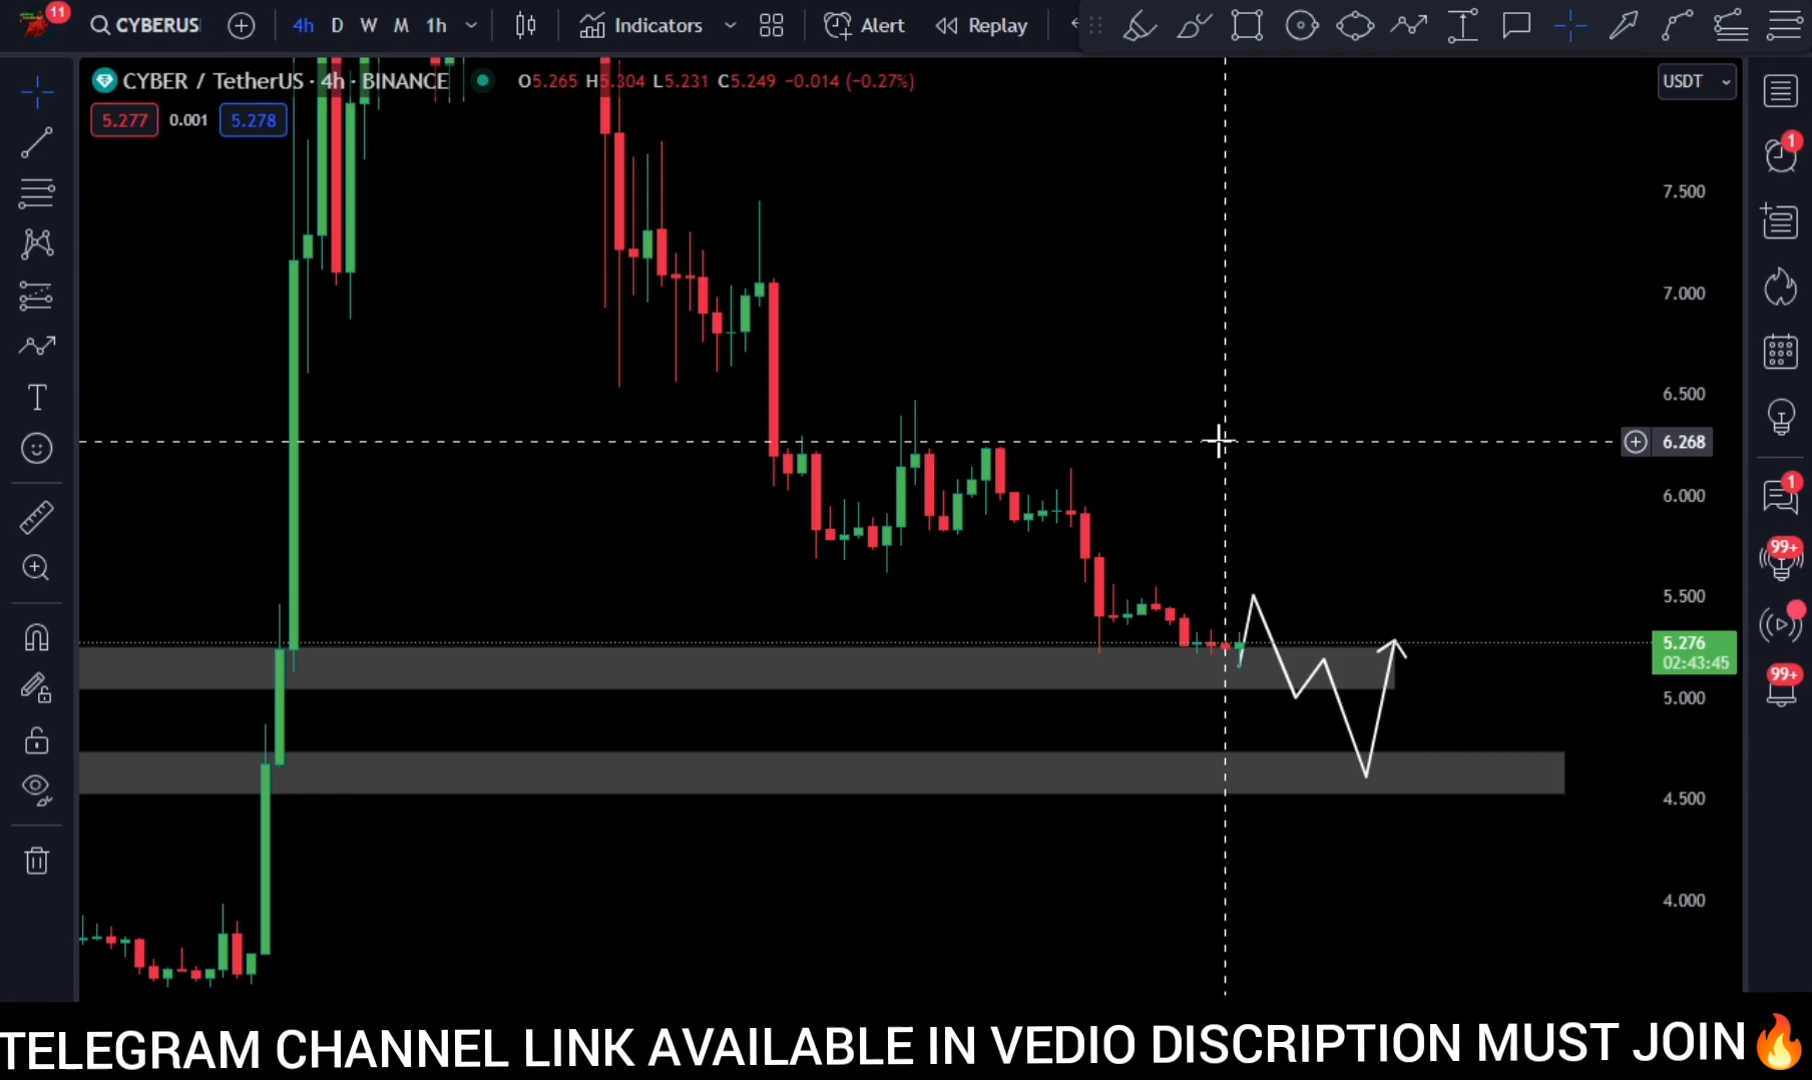 11
CYBERUS
4h D W M 1h Indicators Alert Replay
CYBER / TetherUS · 4h · BINANCE O5.265 H5.304 L5.231 C5.249 −0.014 (−0.27%)
USDT
5.277 0.001 5.278
1
7.500
7.000
6.500
6.268
1
6.000
99+
5.500
5.276
02:43:45
99+
5.000
4.500
4.000
TELEGRAM CHANNEL LINK AVAILABLE IN VEDIO DISCRIPTION MUST JOIN🔥